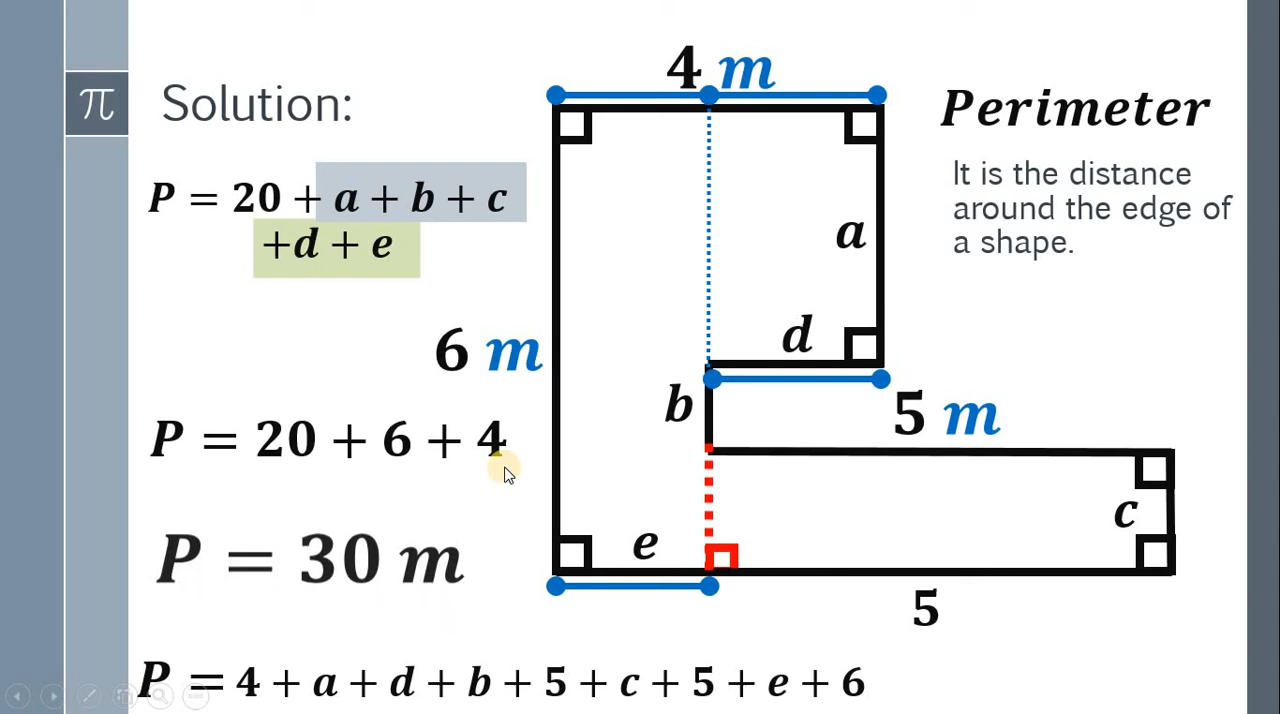 π
Solution:
P = 20 + a + b + c
+d + e
P = 20 + 6 + 4
P = 30 m
P = 4 + a + d + b + 5 + c + 5 + e + 6
4 m
6 m
a
d
b
5 m
c
e
5
Perimeter
It is the distance
around the edge of
a shape.